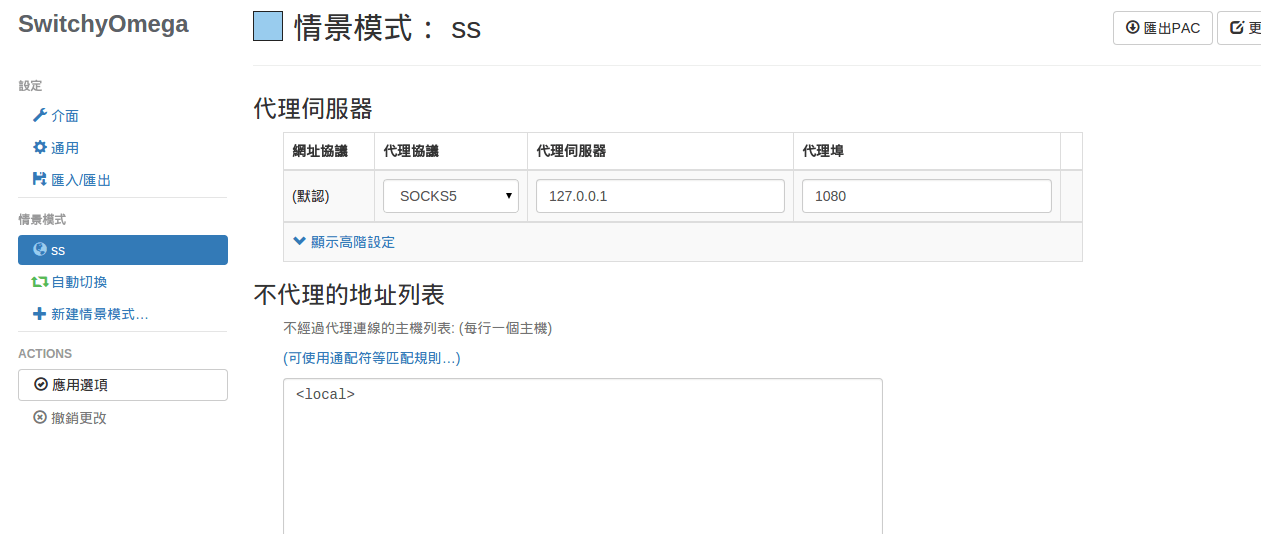 SwitchyOmega
設定
介面
通用
匯入/匯出
情景模式
ss
自動切換
新建情景模式…
ACTIONS
應用選項
撤銷更改
情景模式： ss
匯出PAC
更
代理伺服器
網址協議 代理協議 代理伺服器 代理埠
(默認) SOCKS5 127.0.0.1 1080
顯示高階設定
不代理的地址列表
不經過代理連線的主機列表: (每行一個主機)
(可使用通配符等匹配規則…)
<local>